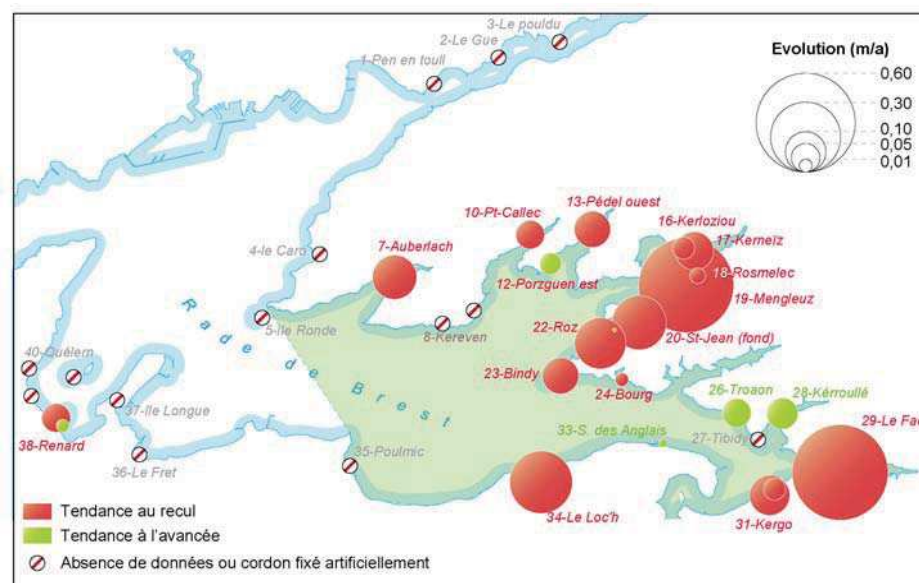 3-Le pouldu
2-Le Gue
1-Pen en toull
Evolution (m/a)
0,60
0,30
0,10
0,05
0,01
13-Pédel ouest
10-Pt-Callec
16-Kerloziou
17-Kerneïz
4-le Caro
7-Auberlach
12-Porzguen est
18-Rosmelec
19-Mengleuz
5-Ile Ronde
8-Kereven
22-Roz
20-St-Jean (fond)
Rade de Brest
40-Quélern
23-Bindy
24-Bourg
26-Troaon
28-Kérroullé
37-Ile Longue
38-Renard
33-S. des Anglais
27-Tibidy
29-Le Fao
36-Le Fret
35-Poulmic
34-Le Loc'h
31-Kergo
Tendance au recul
Tendance à l'avancée
Absence de données ou cordon fixé artificiellement